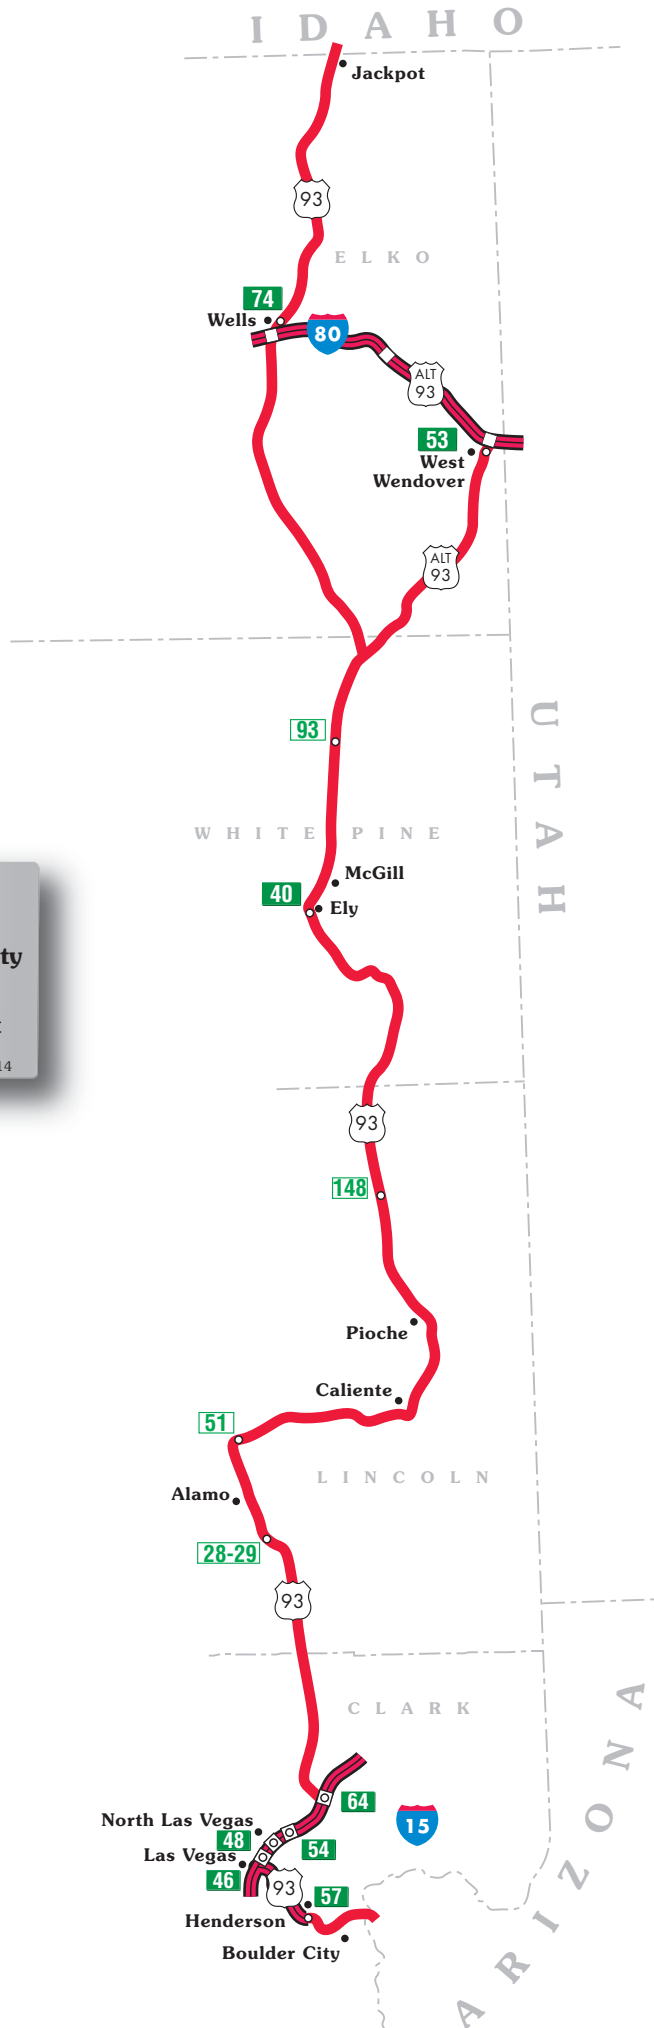 IDAHO
Jackpot
93
ELKO
74
Wells
80
ALT
93
53
West
Wendover
ALT
93
UTAH
93
WHITE PINE
McGill
40
Ely
ty
14
93
148
Pioche
Caliente
51
LINCOLN
Alamo
28-29
93
CLARK
ARIZONA
64
North Las Vegas
15
48
54
Las Vegas
46
93
57
Henderson
Boulder City